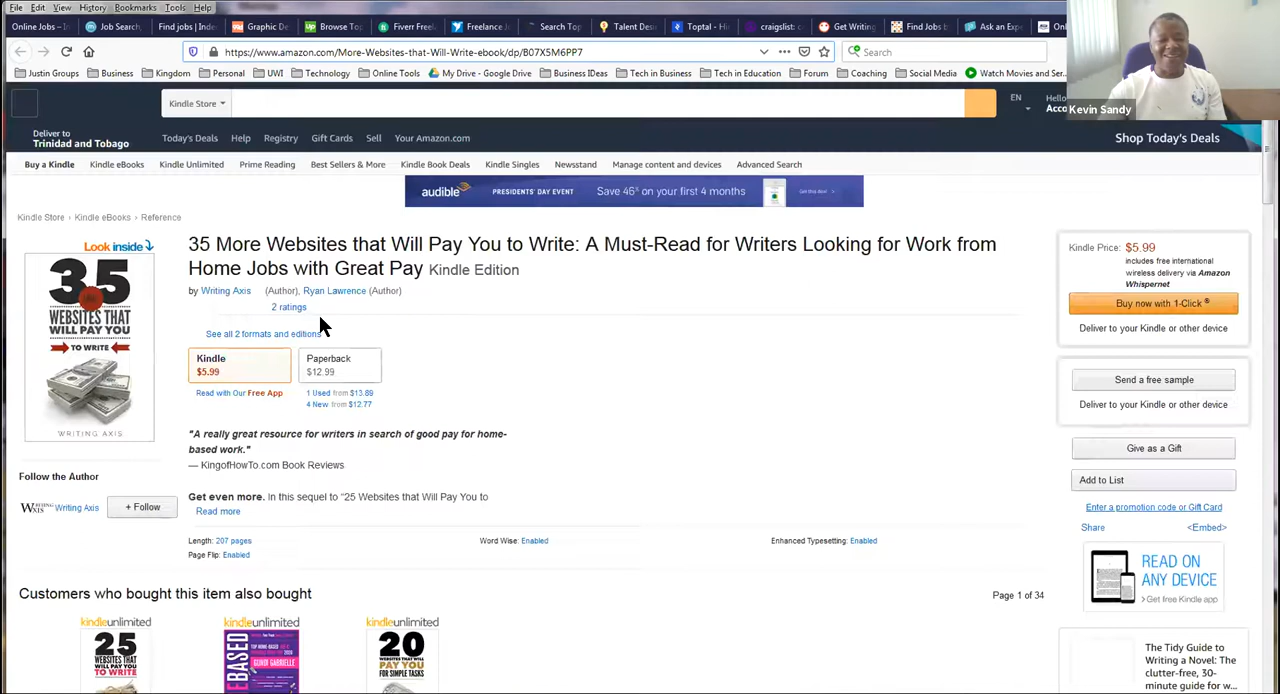 File Edit View History Bookmarks Tools Help
Online Jobs – Job Search, Find jobs | Inde Graphic De Browse Top Fiverr Freel Freelance J Search Top Talent Desi Toptal - Hi craigslist: Get Writing Find Jobs b Ask an Exp Onl
https://www.amazon.com/More-Websites-that-Will-Write-ebook/dp/B07X5M6PP7
Search
Justin Groups Business Kingdom Personal UWI Technology Online Tools My Drive - Google Drive Business IDeas Tech in Business Tech in Education Forum Coaching Social Media Watch Movies and Ser
Kevin Sandy
Kindle Store
EN
Hello
Acco
Deliver to
Trinidad and Tobago
Today's Deals Help Registry Gift Cards Sell Your Amazon.com
Shop Today's Deals
Buy a Kindle Kindle eBooks Kindle Unlimited Prime Reading Best Sellers & More Kindle Book Deals Kindle Singles Newsstand Manage content and devices Advanced Search
audible PRESIDENTS' DAY EVENT Save 46% on your first 4 months
Kindle Store › Kindle eBooks › Reference
Look inside
35 More Websites that Will Pay You to Write: A Must-Read for Writers Looking for Work from
Home Jobs with Great Pay Kindle Edition
by Writing Axis (Author), Ryan Lawrence (Author)
2 ratings
See all 2 formats and editions
Kindle
$5.99
Read with Our Free App
Paperback
$12.99
1 Used from $13.89
4 New from $12.77
35
WEBSITES
THAT WILL
PAY YOU
TO WRITE
WRITING AXIS
"A really great resource for writers in search of good pay for home-
based work."
— KingofHowTo.com Book Reviews
Follow the Author
Writing Axis
+ Follow
Get even more. In this sequel to "25 Websites that Will Pay You to
Read more
Length: 207 pages
Word Wise: Enabled
Enhanced Typesetting: Enabled
Page Flip: Enabled
Kindle Price: $5.99
includes free international
wireless delivery via Amazon
Whispernet
Buy now with 1-Click ®
Deliver to your Kindle or other device
Send a free sample
Deliver to your Kindle or other device
Give as a Gift
Add to List
Enter a promotion code or Gift Card
Share
<Embed>
READ ON
ANY DEVICE
> Get free Kindle app
Customers who bought this item also bought
Page 1 of 34
kindleunlimited
25
WEBSITES
THAT WILL
PAY YOU
TO WRITE
kindleunlimited
BASED
GUNDI GABRIELLE
kindleunlimited
20
WEBSITES
THAT WILL
PAY YOU
FOR SIMPLE
TASKS
The Tidy Guide to
Writing a Novel: The
clutter-free, 30-
minute guide for w...